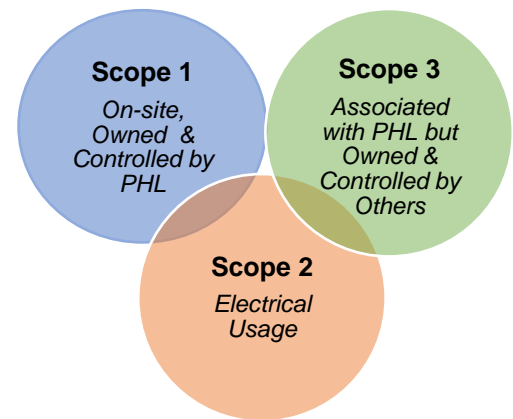 Scope 1
On-site,
Owned & 
Controlled by
PHL
Scope 3
Associated
with PHL but
Owned &
Controlled by
Others
Scope 2
Electrical
Usage